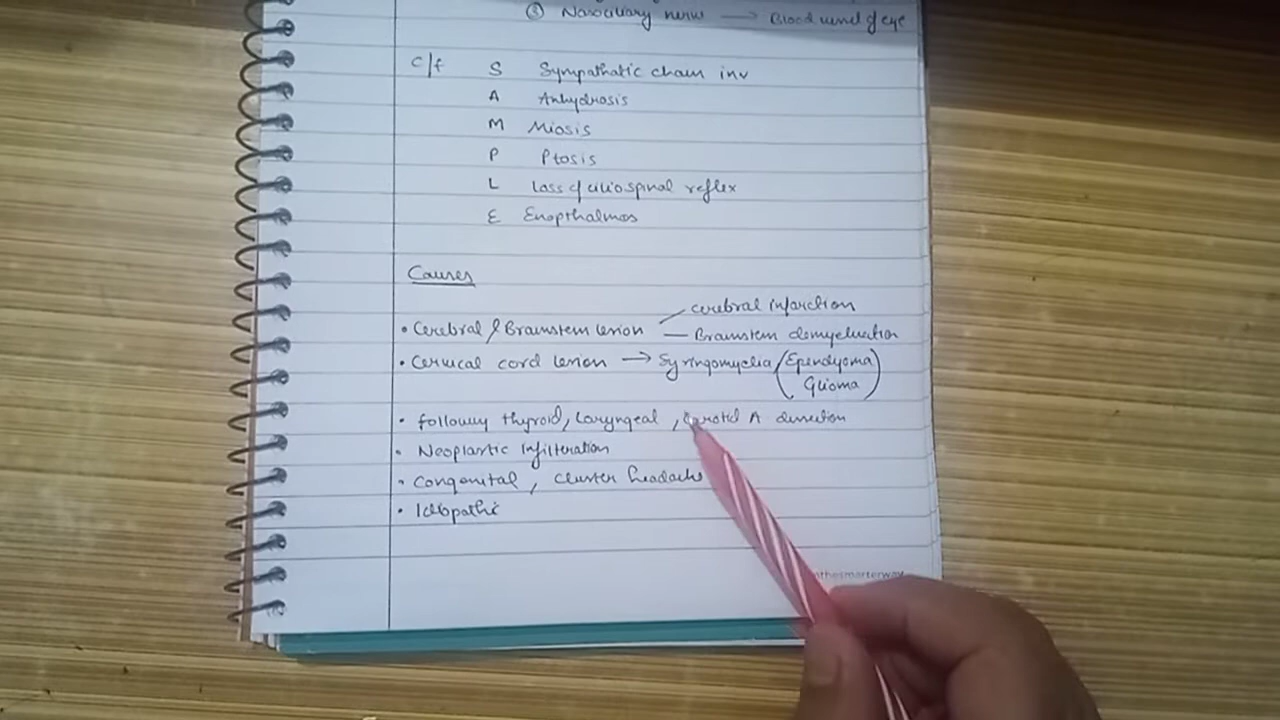 ③ Nasociliary nerve → Blood vessel of eye
c/f S Sympathatic chain inv
A Anhydrosis
M Miosis
P Ptosis
L Loss of ciliospinal reflex
E Enopthalmos
Causes
• Cerebral / Brainstem lesion — cerebral infarction
— Brainstem demyelination
• Cervical cord lesion → Syringomyelia (Ependyoma
Glioma)
• following thyroid, Laryngeal, Carotid A dissection
• Neoplastic Infilteration
• Congenital, cluster headache
• Idiopathic